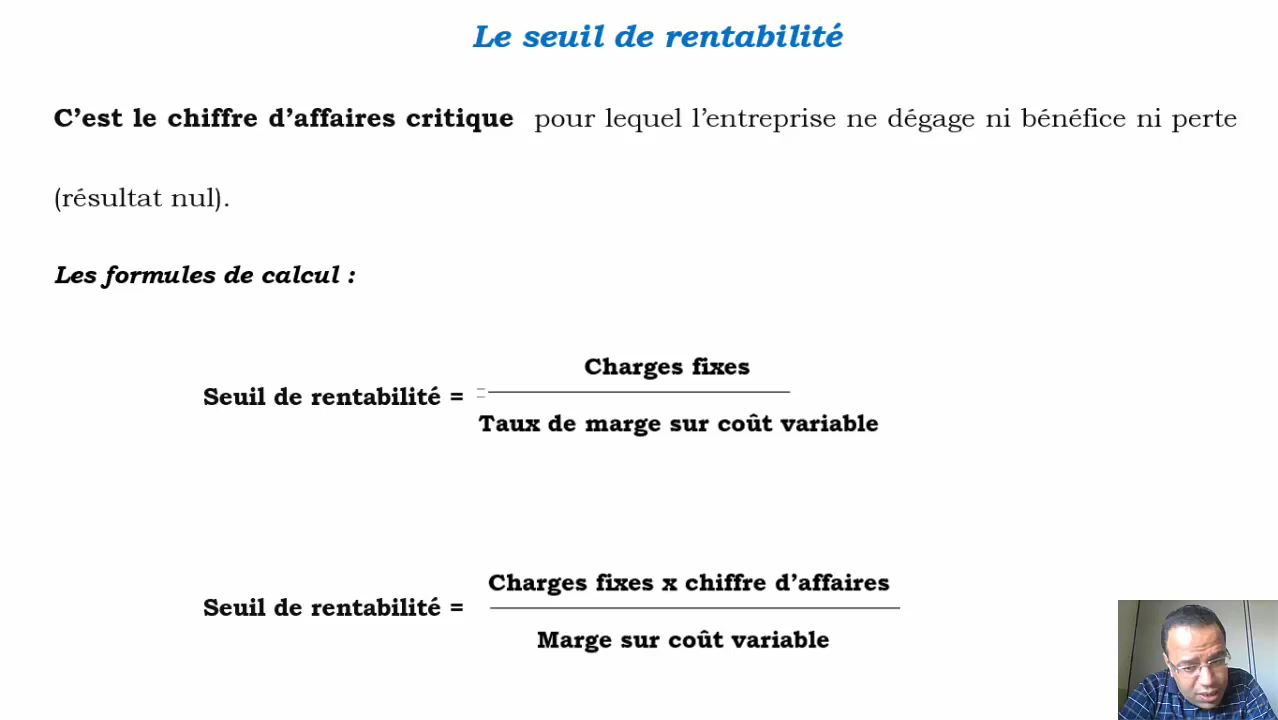 Le seuil de rentabilité
C’est le chiffre d’affaires critique pour lequel l’entreprise ne dégage ni bénéfice ni perte
(résultat nul).
Les formules de calcul :
Charges fixes
Seuil de rentabilité =
Taux de marge sur coût variable
Charges fixes x chiffre d’affaires
Seuil de rentabilité =
Marge sur coût variable